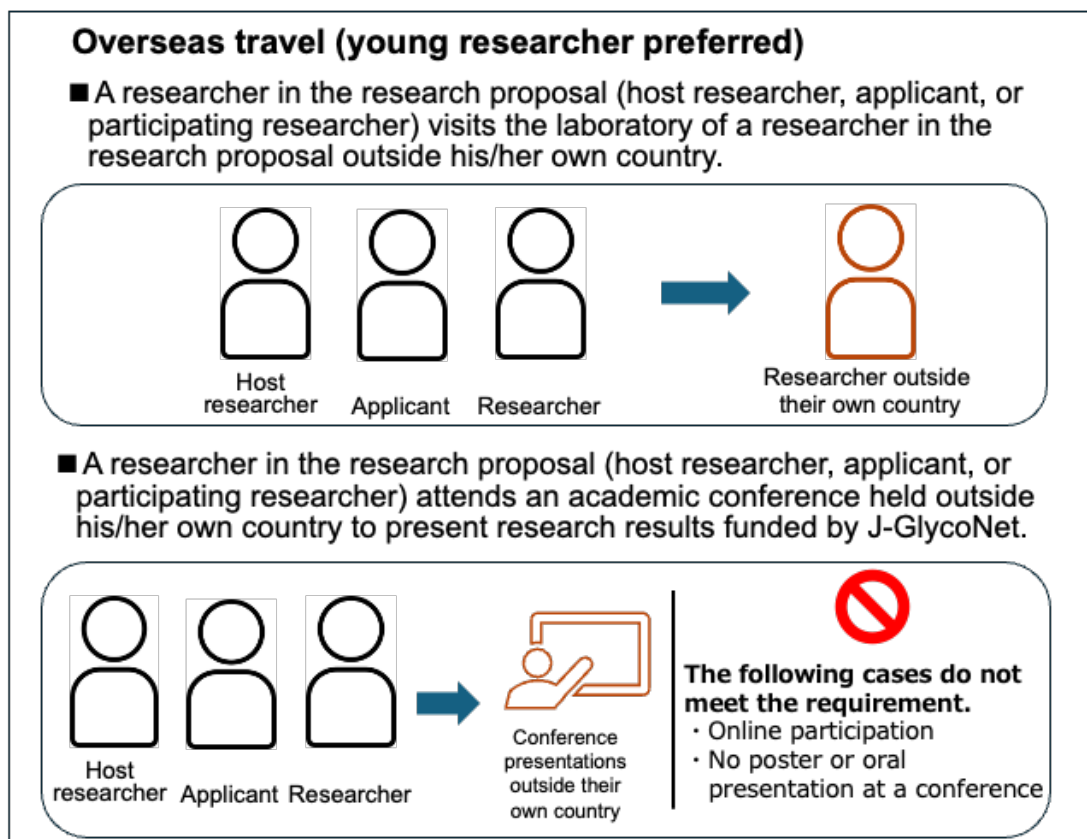 Overseas travel (young researcher preferred)
■ A researcher in the research proposal (host researcher, applicant, or
participating researcher) visits the laboratory of a researcher in the
research proposal outside his/her own country.
Host
researcher
Applicant
Researcher
Researcher outside
their own country
■ A researcher in the research proposal (host researcher, applicant, or
participating researcher) attends an academic conference held outside
his/her own country to present research results funded by J-GlycoNet.
Host
researcher
Applicant
Researcher
Conference
presentations
outside their
own country
The following cases do not
meet the requirement.
・Online participation
・No poster or oral
presentation at a conference